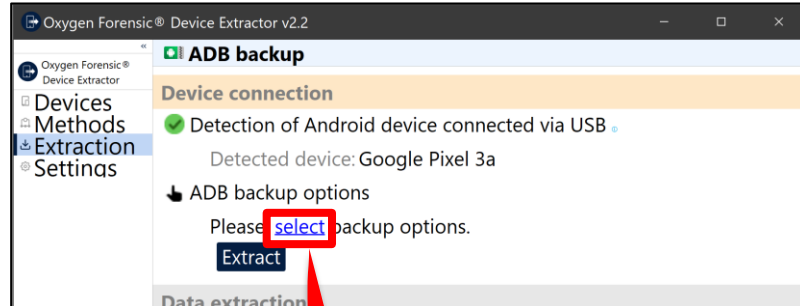 Oxygen Forensic® Device Extractor v2.2
«
Oxygen Forensic®
Device Extractor
Devices
Methods
Extraction
Settings
ADB backup
Device connection
Detection of Android device connected via USB
Detected device: Google Pixel 3a
ADB backup options
Please select backup options.
Extract
Data extraction